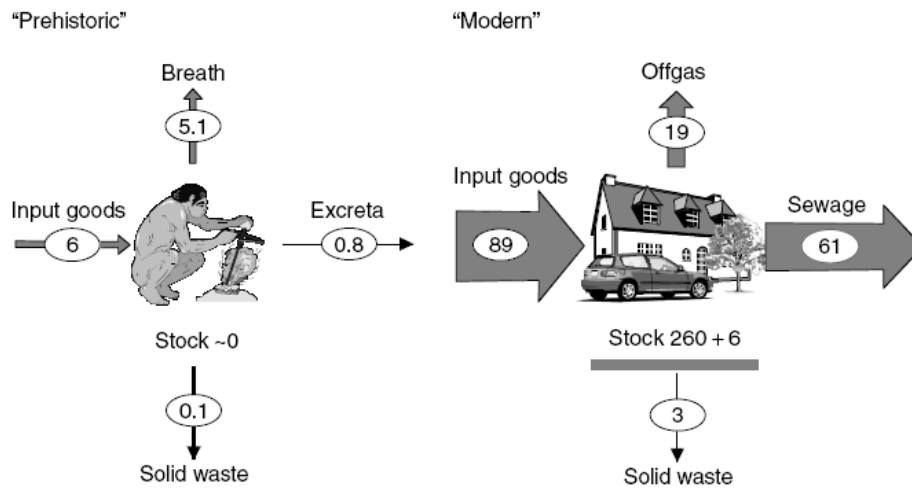 “Prehistoric”
Breath
5.1
Input goods
6
Excreta
0.8
Stock ~0
0.1
Solid waste
“Modern”
Offgas
19
Input goods
89
Sewage
61
Stock 260 + 6
3
Solid waste